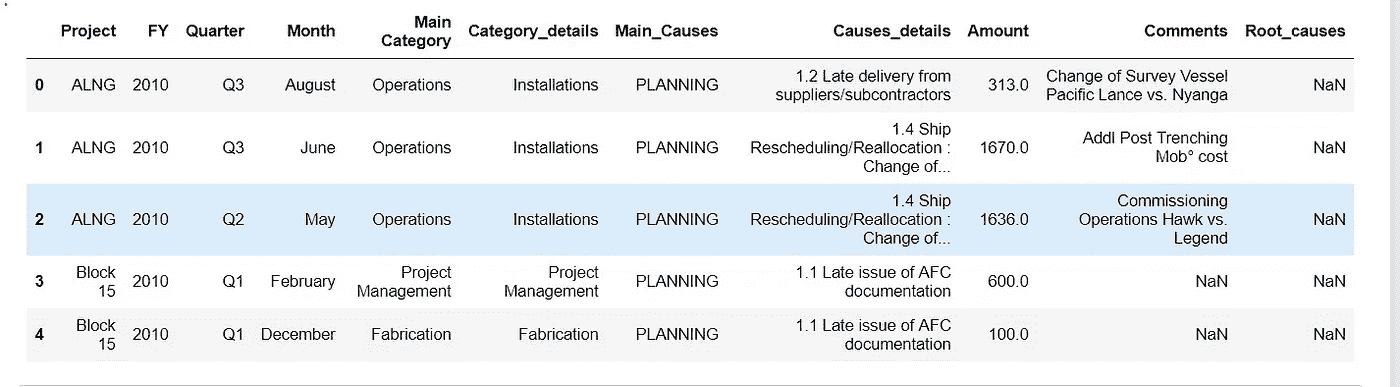 Project FY Quarter Month Main Category Category_details Main_Causes Causes_details Amount Comments Root_causes
0 ALNG 2010 Q3 August Operations Installations PLANNING 1.2 Late delivery from suppliers/subcontractors 313.0 Change of Survey Vessel Pacific Lance vs. Nyanga NaN
1 ALNG 2010 Q3 June Operations Installations PLANNING 1.4 Ship Rescheduling/Reallocation : Change of... 1670.0 Addl Post Trenching Mob° cost NaN
2 ALNG 2010 Q2 May Operations Installations PLANNING 1.4 Ship Rescheduling/Reallocation : Change of... 1636.0 Commissioning Operations Hawk vs. Legend NaN
3 Block 15 2010 Q1 February Project Management Project Management PLANNING 1.1 Late issue of AFC documentation 600.0 NaN NaN
4 Block 15 2010 Q1 December Fabrication Fabrication PLANNING 1.1 Late issue of AFC documentation 100.0 NaN NaN